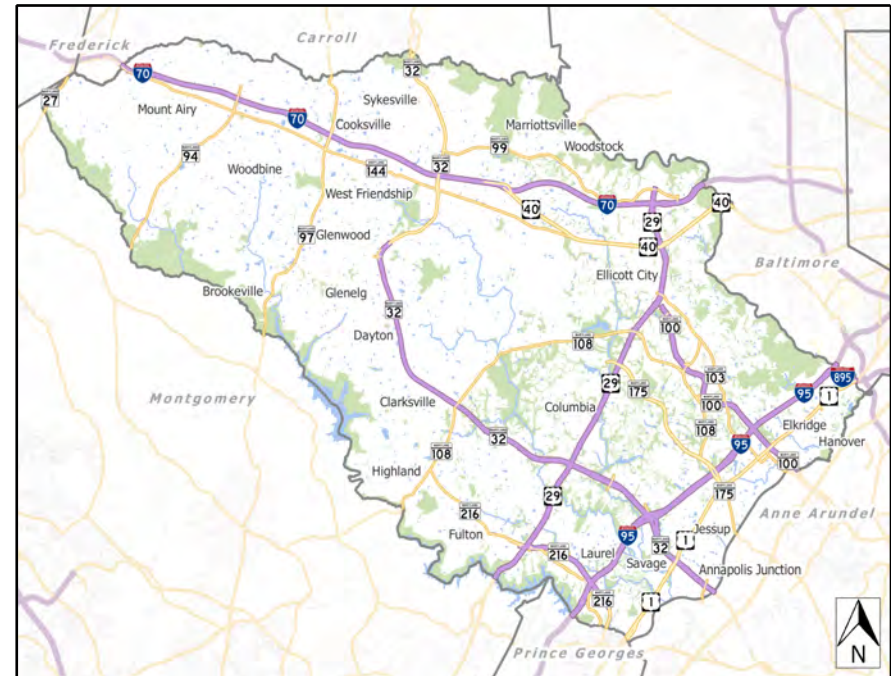 Frederick
Carroll
70
32
27
Mount Airy
Sykesville
70
Cooksville
Marriottsville
94
99
Woodstock
Woodbine
144
32
West Friendship
40
70
40
29
97
Glenwood
40
Baltimore
Ellicott City
Brookeville
Glenelg
32
100
Dayton
108
103
895
29
175
95
1
Montgomery
Clarksville
Columbia
100
Elkridge
108
32
108
95
Hanover
100
Highland
29
175
216
Anne Arundel
Fulton
95
Jessup
1
216
Laurel
32
Savage
Annapolis Junction
216
1
Prince Georges
N